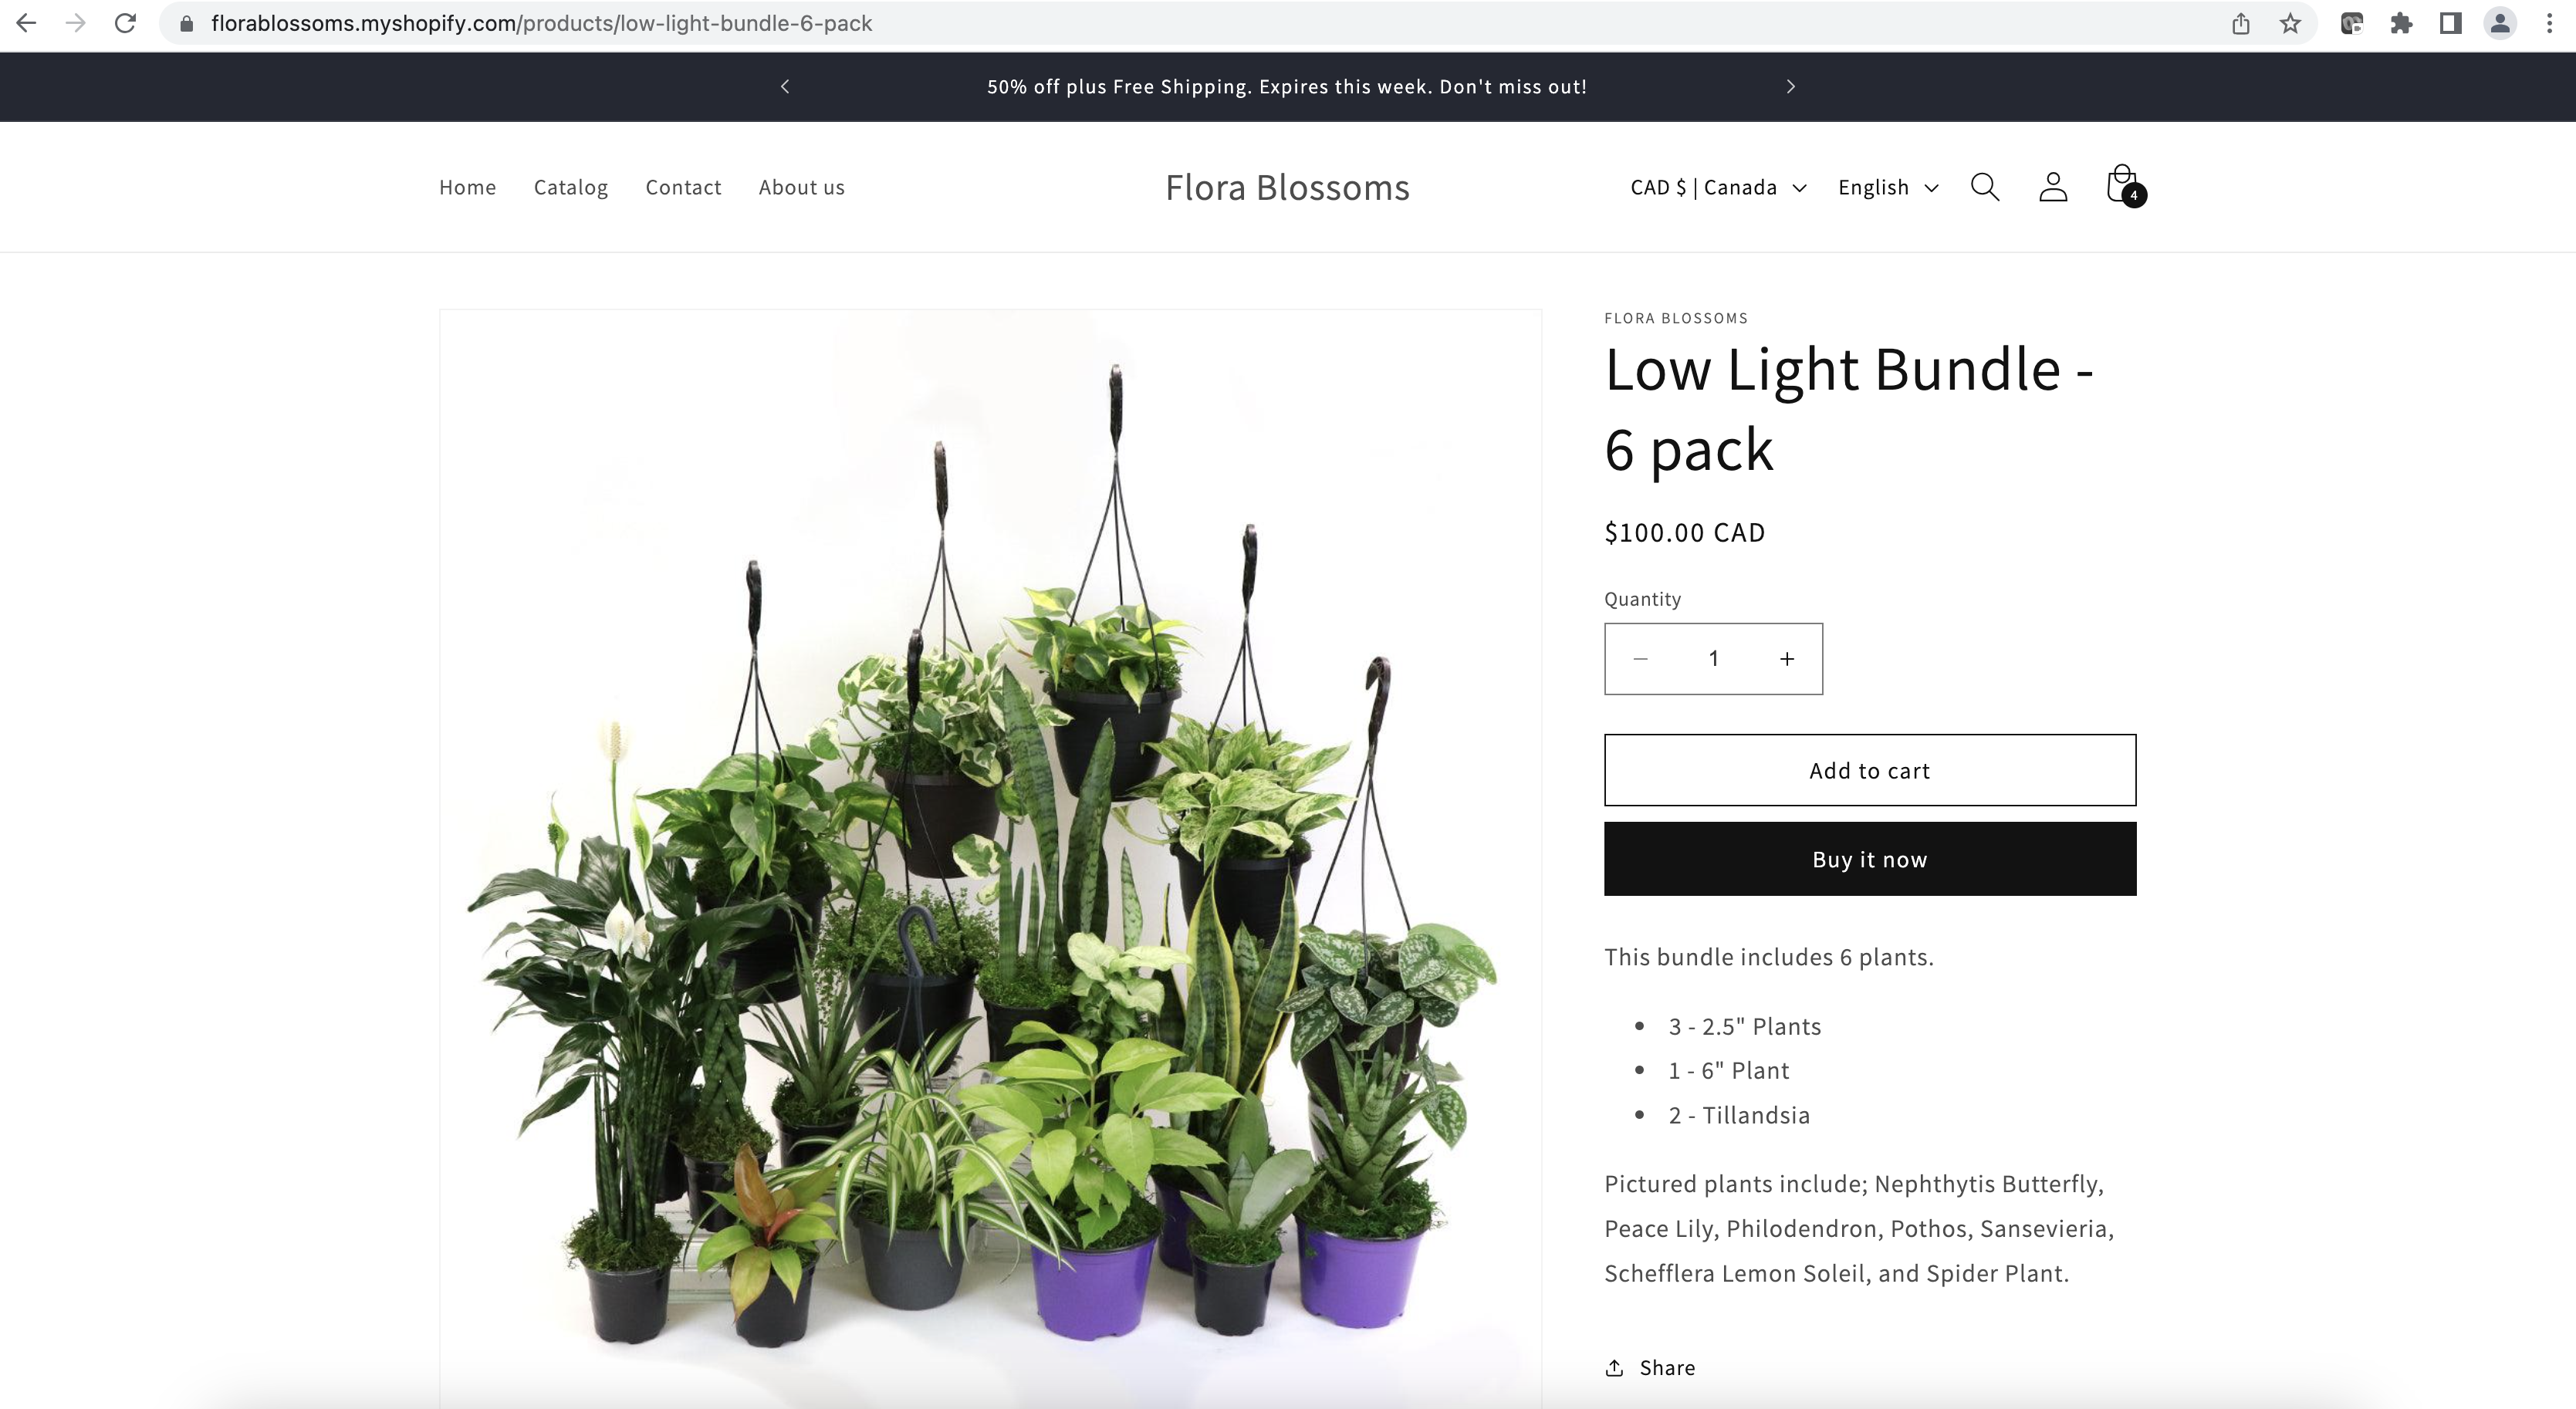 florablossoms.myshopify.com/products/low-light-bundle-6-pack
50% off plus Free Shipping. Expires this week. Don't miss out!
Home Catalog Contact About us
Flora Blossoms
CAD $ | Canada English
4
FLORA BLOSSOMS
Low Light Bundle -
6 pack
$100.00 CAD
Quantity
1
Add to cart
Buy it now
This bundle includes 6 plants.
3 - 2.5" Plants
1 - 6" Plant
2 - Tillandsia
Pictured plants include; Nephthytis Butterfly,
Peace Lily, Philodendron, Pothos, Sansevieria,
Schefflera Lemon Soleil, and Spider Plant.
Share